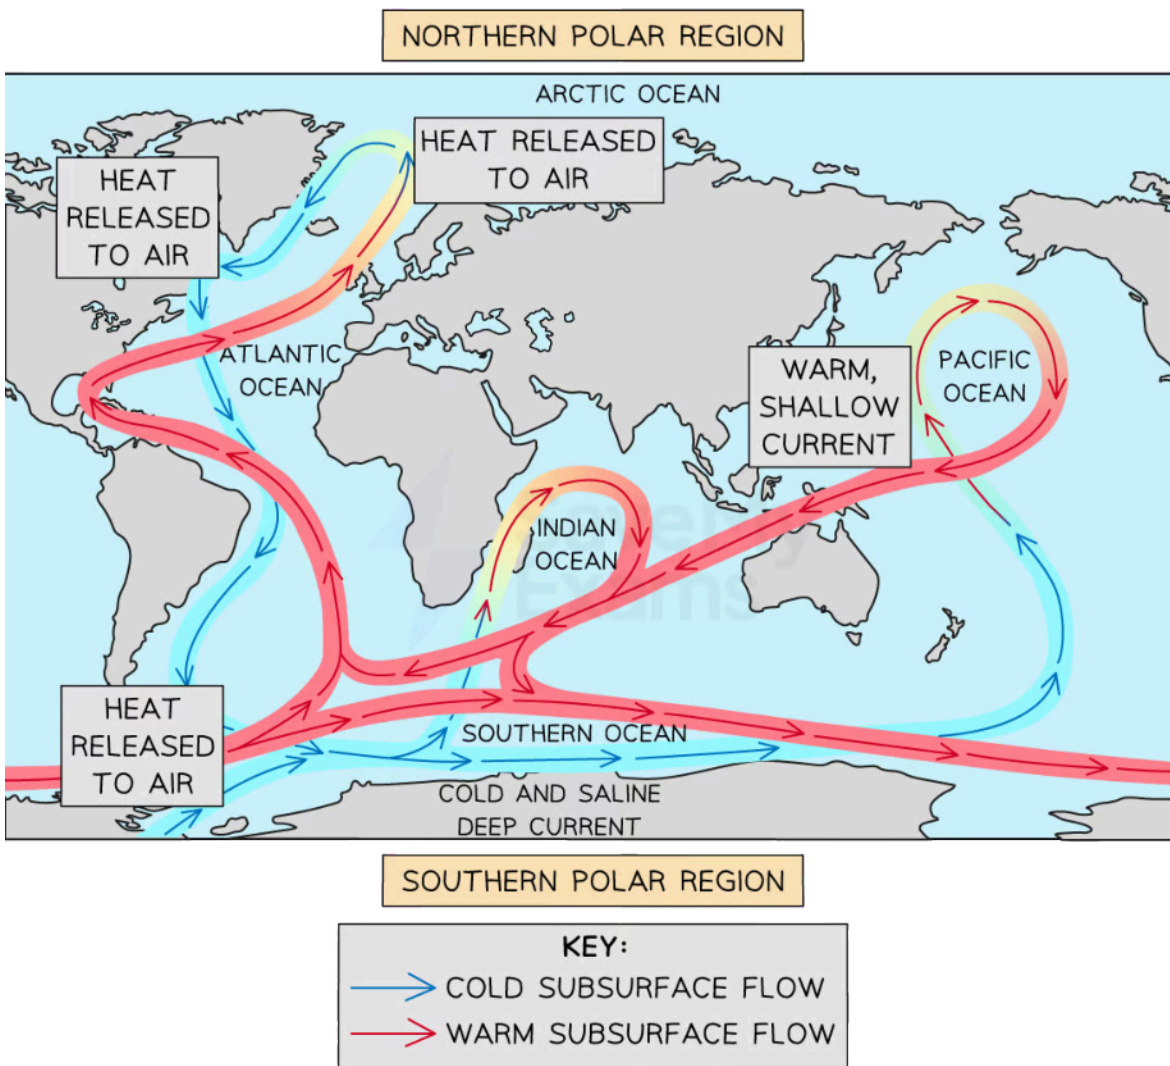 NORTHERN POLAR REGION
ARCTIC OCEAN
HEAT RELEASED
TO AIR
HEAT
RELEASED
TO AIR
ATLANTIC
OCEAN
WARM,
SHALLOW
CURRENT
PACIFIC
OCEAN
INDIAN
OCEAN
Exams
HEAT
RELEASED
TO AIR
SOUTHERN OCEAN
COLD AND SALINE
DEEP CURRENT
SOUTHERN POLAR REGION
KEY:
COLD SUBSURFACE FLOW
WARM SUBSURFACE FLOW